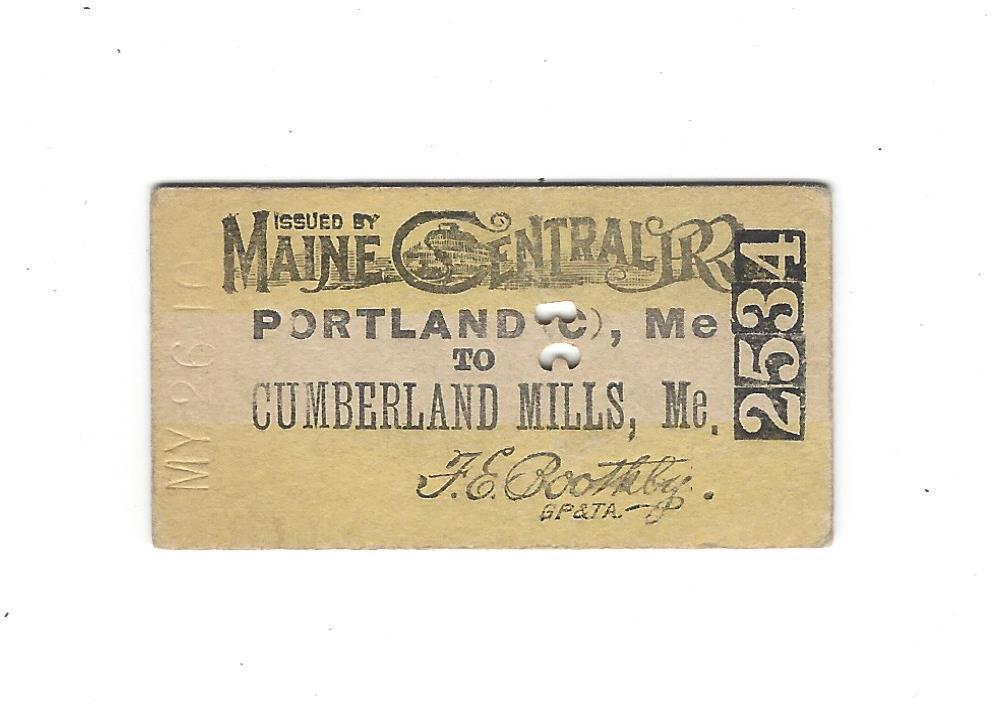 ISSUED BY
MAINE CENTRAL RR
PORTLAND (C), Me
TO
CUMBERLAND MILLS, Me.
F.E. Boothby.
GP&TA.
2534
MY 26 10